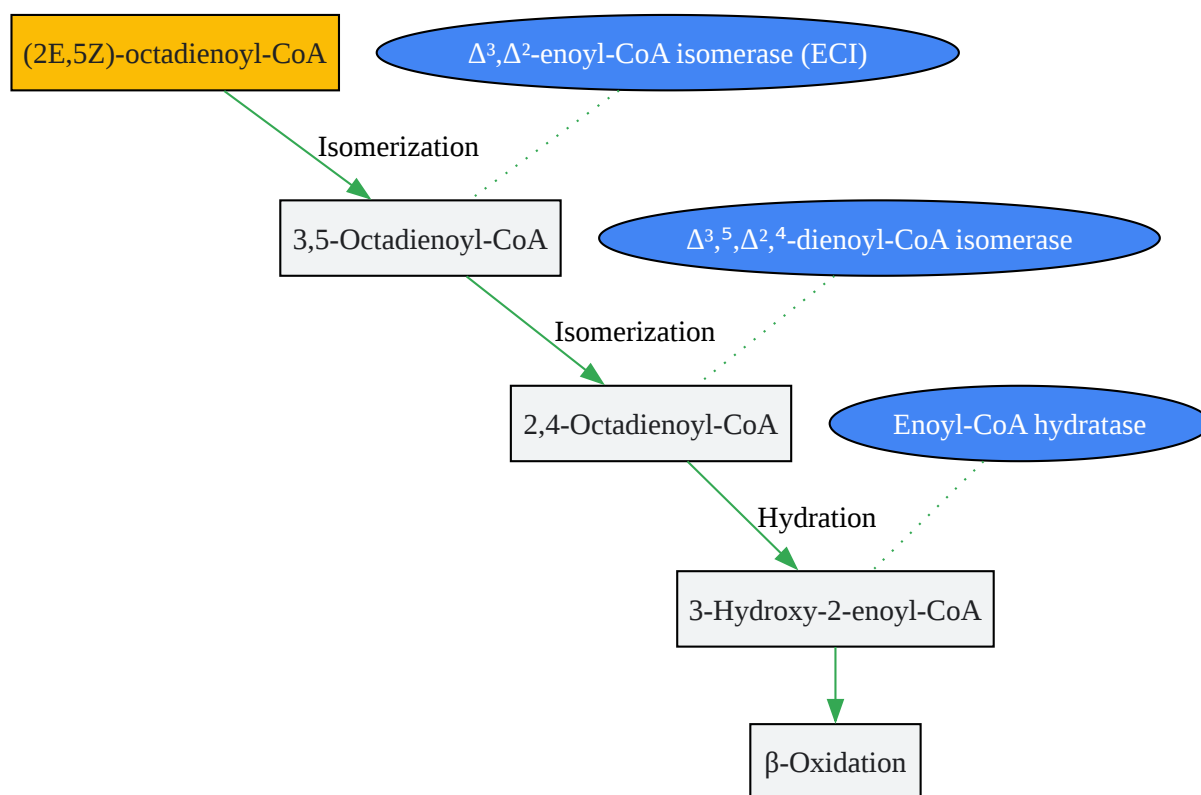 (2E,5Z)-octadienoyl-CoA
Δ³,Δ²-enoyl-CoA isomerase (ECI)
Isomerization
3,5-Octadienoyl-CoA
Δ³,⁵,Δ²,⁴-dienoyl-CoA isomerase
Isomerization
2,4-Octadienoyl-CoA
Enoyl-CoA hydratase
Hydration
3-Hydroxy-2-enoyl-CoA
β-Oxidation